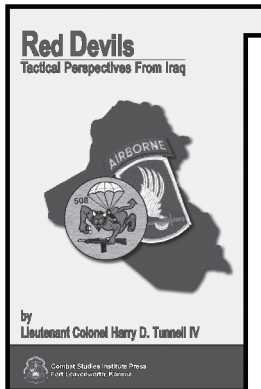 Red Devils
Tactical Perspectives From Iraq
AIRBORNE
508
by
Lieutenant Colonel Harry D. Tunnell IV
Combat Studies Institute Press
Fort Leavenworth, Kansas